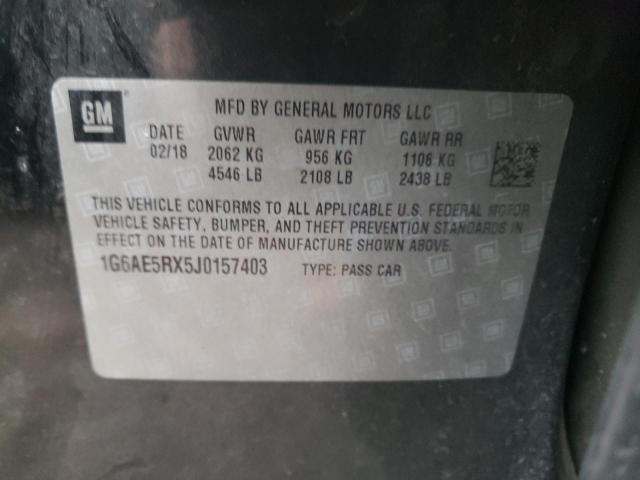 GM
MFD BY GENERAL MOTORS LLC
DATE GVWR GAWR FRT GAWR RR
02/18 2062 KG 956 KG 1106 KG
4546 LB 2108 LB 2438 LB
THIS VEHICLE CONFORMS TO ALL APPLICABLE U.S. FEDERAL MOTOR
VEHICLE SAFETY, BUMPER, AND THEFT PREVENTION STANDARDS IN
EFFECT ON THE DATE OF MANUFACTURE SHOWN ABOVE.
1G6AE5RX5J0157403 TYPE: PASS CAR